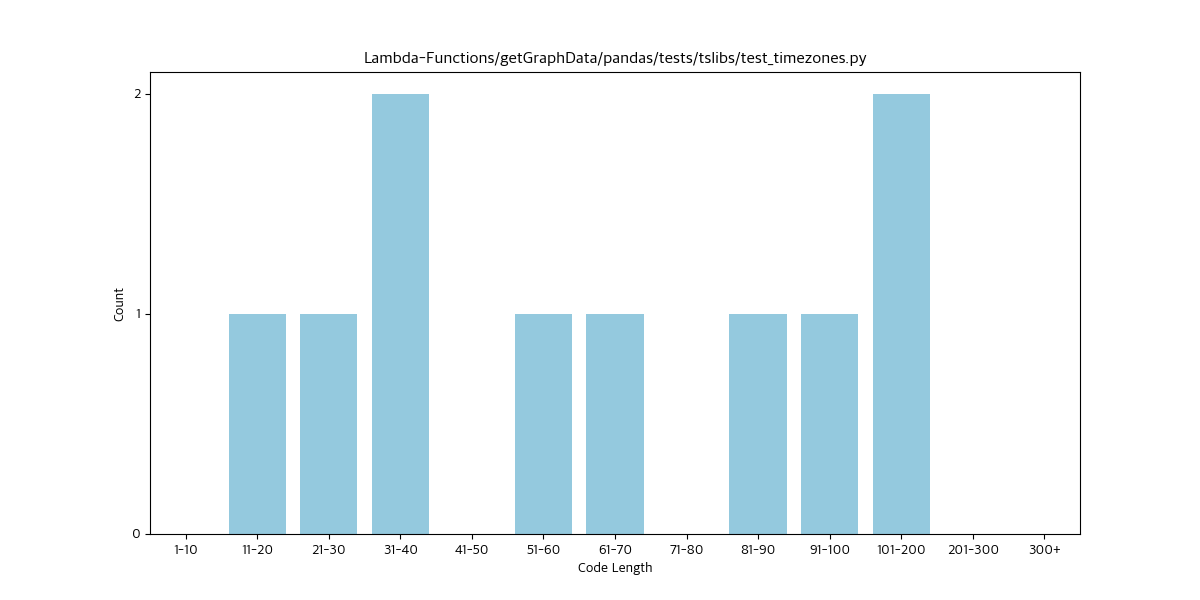 Lambda-Functions/getGraphData/pandas/tests/tslibs/test_timezones.py
2
1
0
Count
1-10 11-20 21-30 31-40 41-50 51-60 61-70 71-80 81-90 91-100 101-200 201-300 300+
Code Length